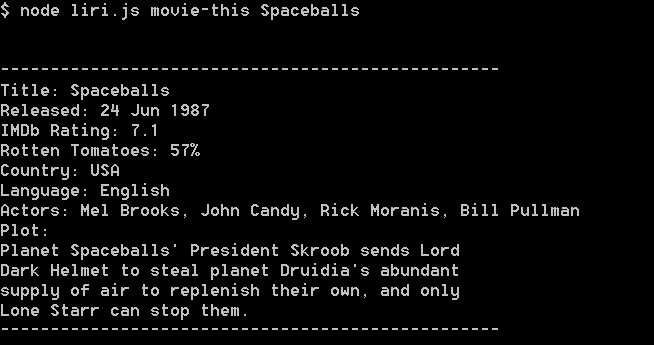 $ node liri.js movie-this Spaceballs
--------------------------------------------------
Title: Spaceballs
Released: 24 Jun 1987
IMDb Rating: 7.1
Rotten Tomatoes: 57%
Country: USA
Language: English
Actors: Mel Brooks, John Candy, Rick Moranis, Bill Pullman
Plot:
Planet Spaceballs' President Skroob sends Lord
Dark Helmet to steal planet Druidia's abundant
supply of air to replenish their own, and only
Lone Starr can stop them.
--------------------------------------------------